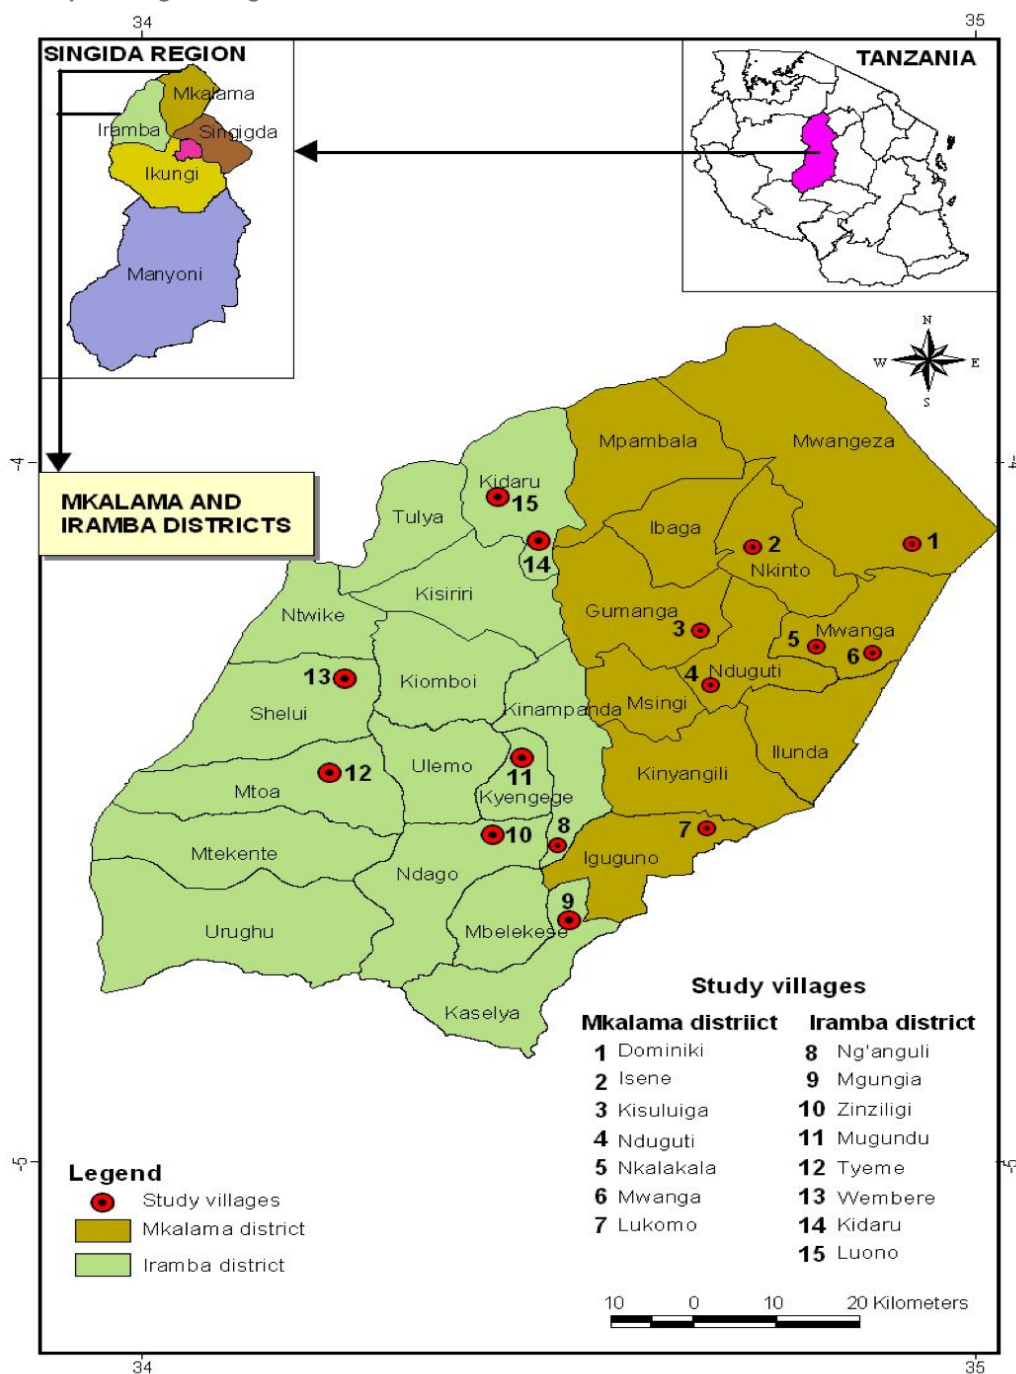 34
35
SINGIDA REGION
Mkalama
Iramba
Singigda
Ikungi
Manyoni
TANZANIA
N
W
E
S
-4
-4
MKALAMA AND
IRAMBA DISTRICTS
Mpambala
Mwangeza
Kidaru
15
Tulya
14
Ibaga
2
1
Nkinto
Kisiriri
Ntwike
Gumanga
3
5
Mwanga
6
13
Kiomboi
4
Nduguti
Shelui
Kinampanda
Msingi
Ilunda
12
Ulemo
11
Kinyangili
Mtoa
Kyengege
10
8
7
Mtekente
Ndago
Iguguno
9
Urughu
Mbelekese
Kaselya
Study villages
Mkalama distriict
1 Dominiki
2 Isene
3 Kisuluiga
4 Nduguti
5 Nkalakala
6 Mwanga
7 Lukomo
Iramba district
8 Ng'anguli
9 Mgungia
10 Zinziligi
11 Mugundu
12 Tyeme
13 Wembere
14 Kidaru
15 Luono
-5
-5
Legend
Study villages
Mkalama district
Iramba district
10 0 10 20 Kilometers
34
35